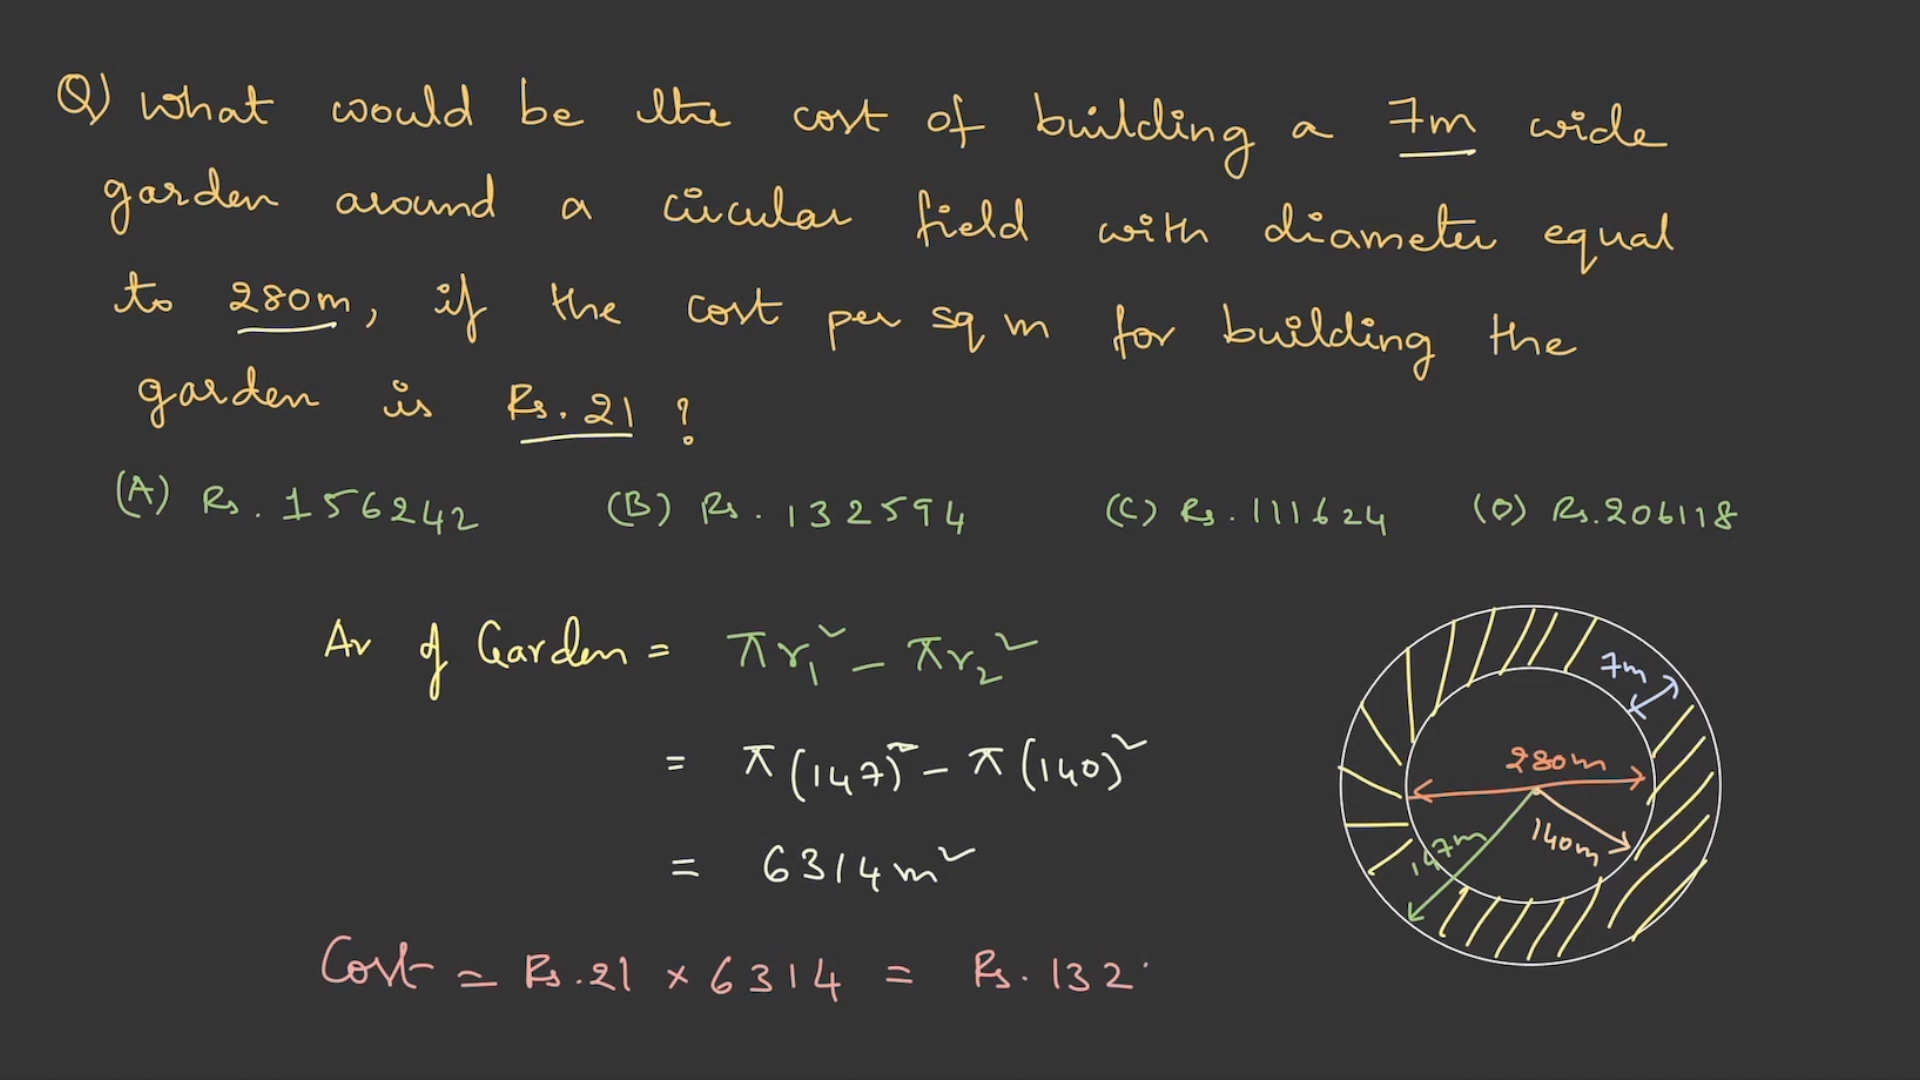 Q) What would be the cost of building a 7m wide
garden around a circular field with diameter equal
to 280m, if the cost per sq m for building the
garden is Rs. 21 ?
(A) Rs. 156242 (B) Rs. 132594 (C) Rs. 111624 (D) Rs. 206118
Ar of Garden = πr₁² - πr₂²
= π(147)² - π(140)²
= 6314m²
Cost = Rs. 21 × 6314 = Rs. 132
7m
280m
147m
140m